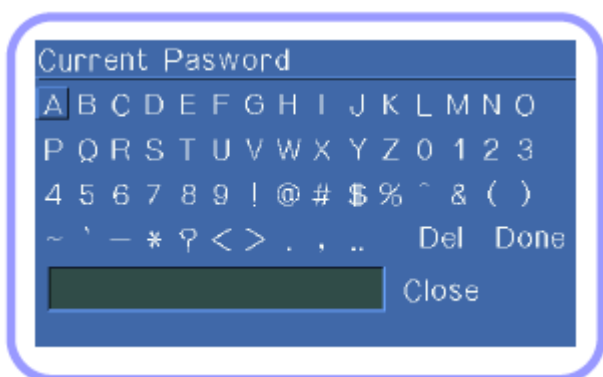 Current Pasword
A B C D E F G H I J K L M N O
P Q R S T U V W X Y Z 0 1 2 3
4 5 6 7 8 9 ! @ # $ % ^ & ( )
~ ` – * ? < > . , .. Del Done
Close